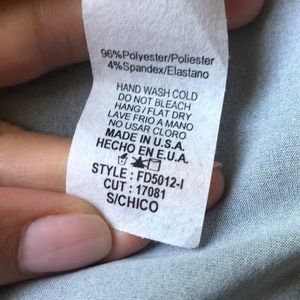 96%Polyester/Poliester
4%Spandex/Elastano
HAND WASH COLD
DO NOT BLEACH
HANG / FLAT DRY
LAVE FRIO A MANO
NO USAR CLORO
MADE IN U.S.A.
HECHO EN E.U.A.
STYLE : FD5012-I
CUT : 17081
S/CHICO